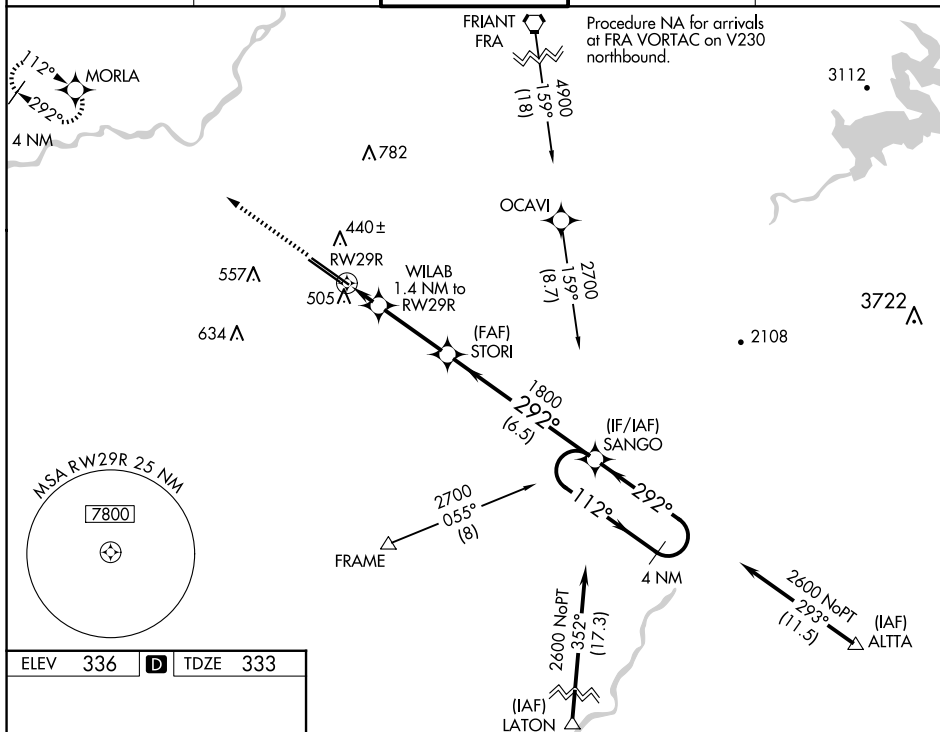 FRIANT
FRA
Procedure NA for arrivals
at FRA VORTAC on V230
northbound.
112°
MORLA
292°
4 NM
4900
159°
(18)
3112
782
OCAVI
440±
RW29R
557
505
WILAB
1.4 NM to
RW29R
2700
159°
(8.7)
3722
634
(FAF)
STORI
2108
1800
292°
(6.5)
(IF/IAF)
SANGO
MSA RW29R 25 NM
7800
292°
112°
2700
055°
(8)
FRAME
4 NM
2600 NoPT
352°
(17.3)
2600 NoPT
293°
(11.5)
(IAF)
ALTTA
ELEV 336 D TDZE 333
(IAF)
LATON